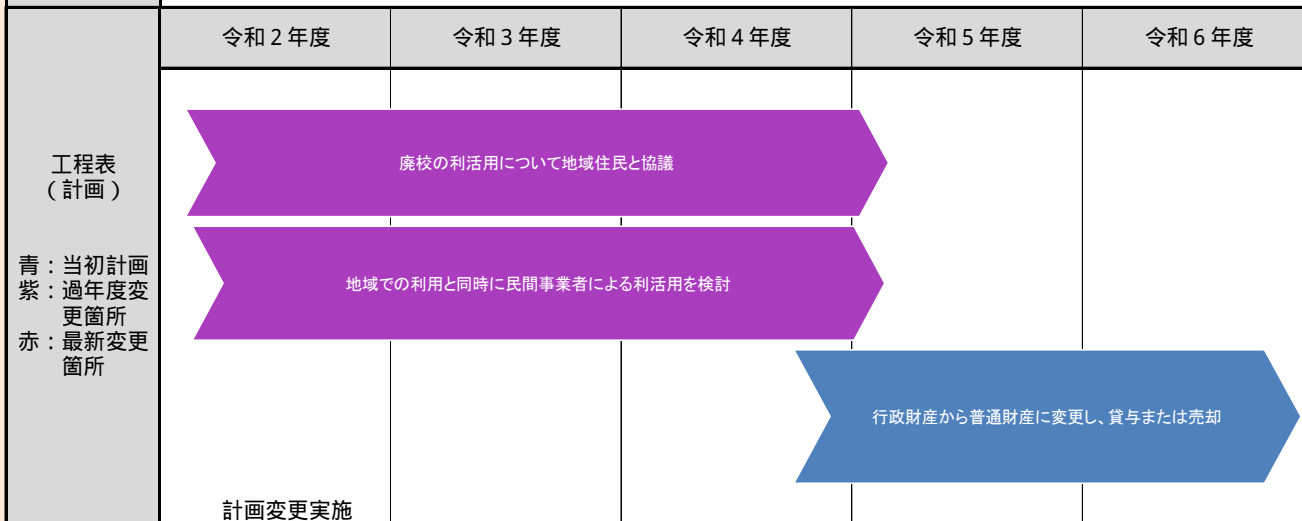 令和２年度
令和３年度
令和４年度
令和５年度
令和６年度
工程表
（計画）
青：当初計画
紫：過年度変
更箇所
赤：最新変更
箇所
廃校の利活用について地域住民と協議
地域での利用と同時に民間事業者による利活用を検討
行政財産から普通財産に変更し、貸与または売却
計画変更実施